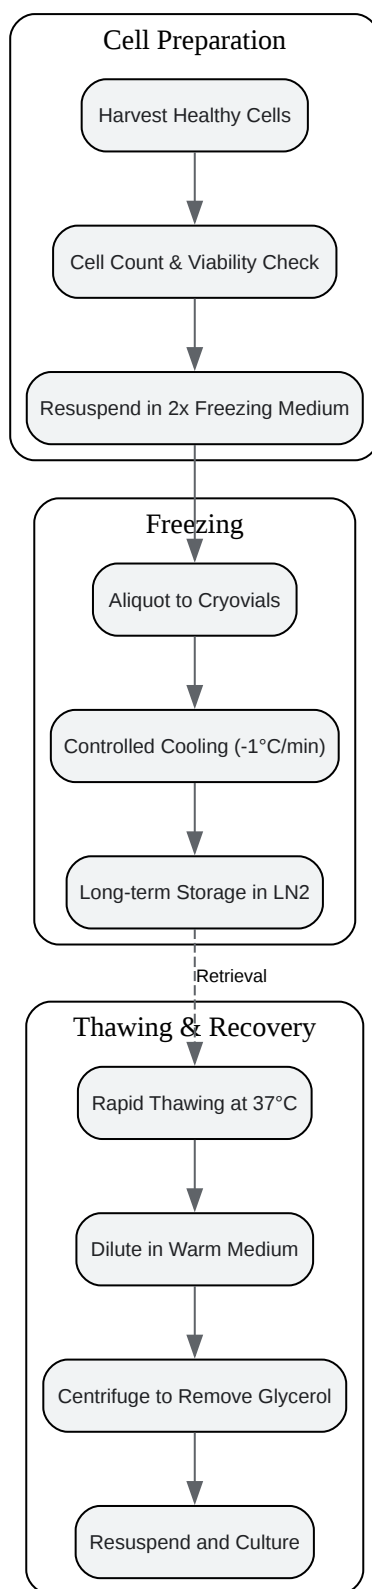 Cell Preparation
Harvest Healthy Cells
Cell Count & Viability Check
Resuspend in 2x Freezing Medium
Freezing
Aliquot to Cryovials
Controlled Cooling (-1°C/min)
Long-term Storage in LN2
Retrieval
Thawing & Recovery
Rapid Thawing at 37°C
Dilute in Warm Medium
Centrifuge to Remove Glycerol
Resuspend and Culture